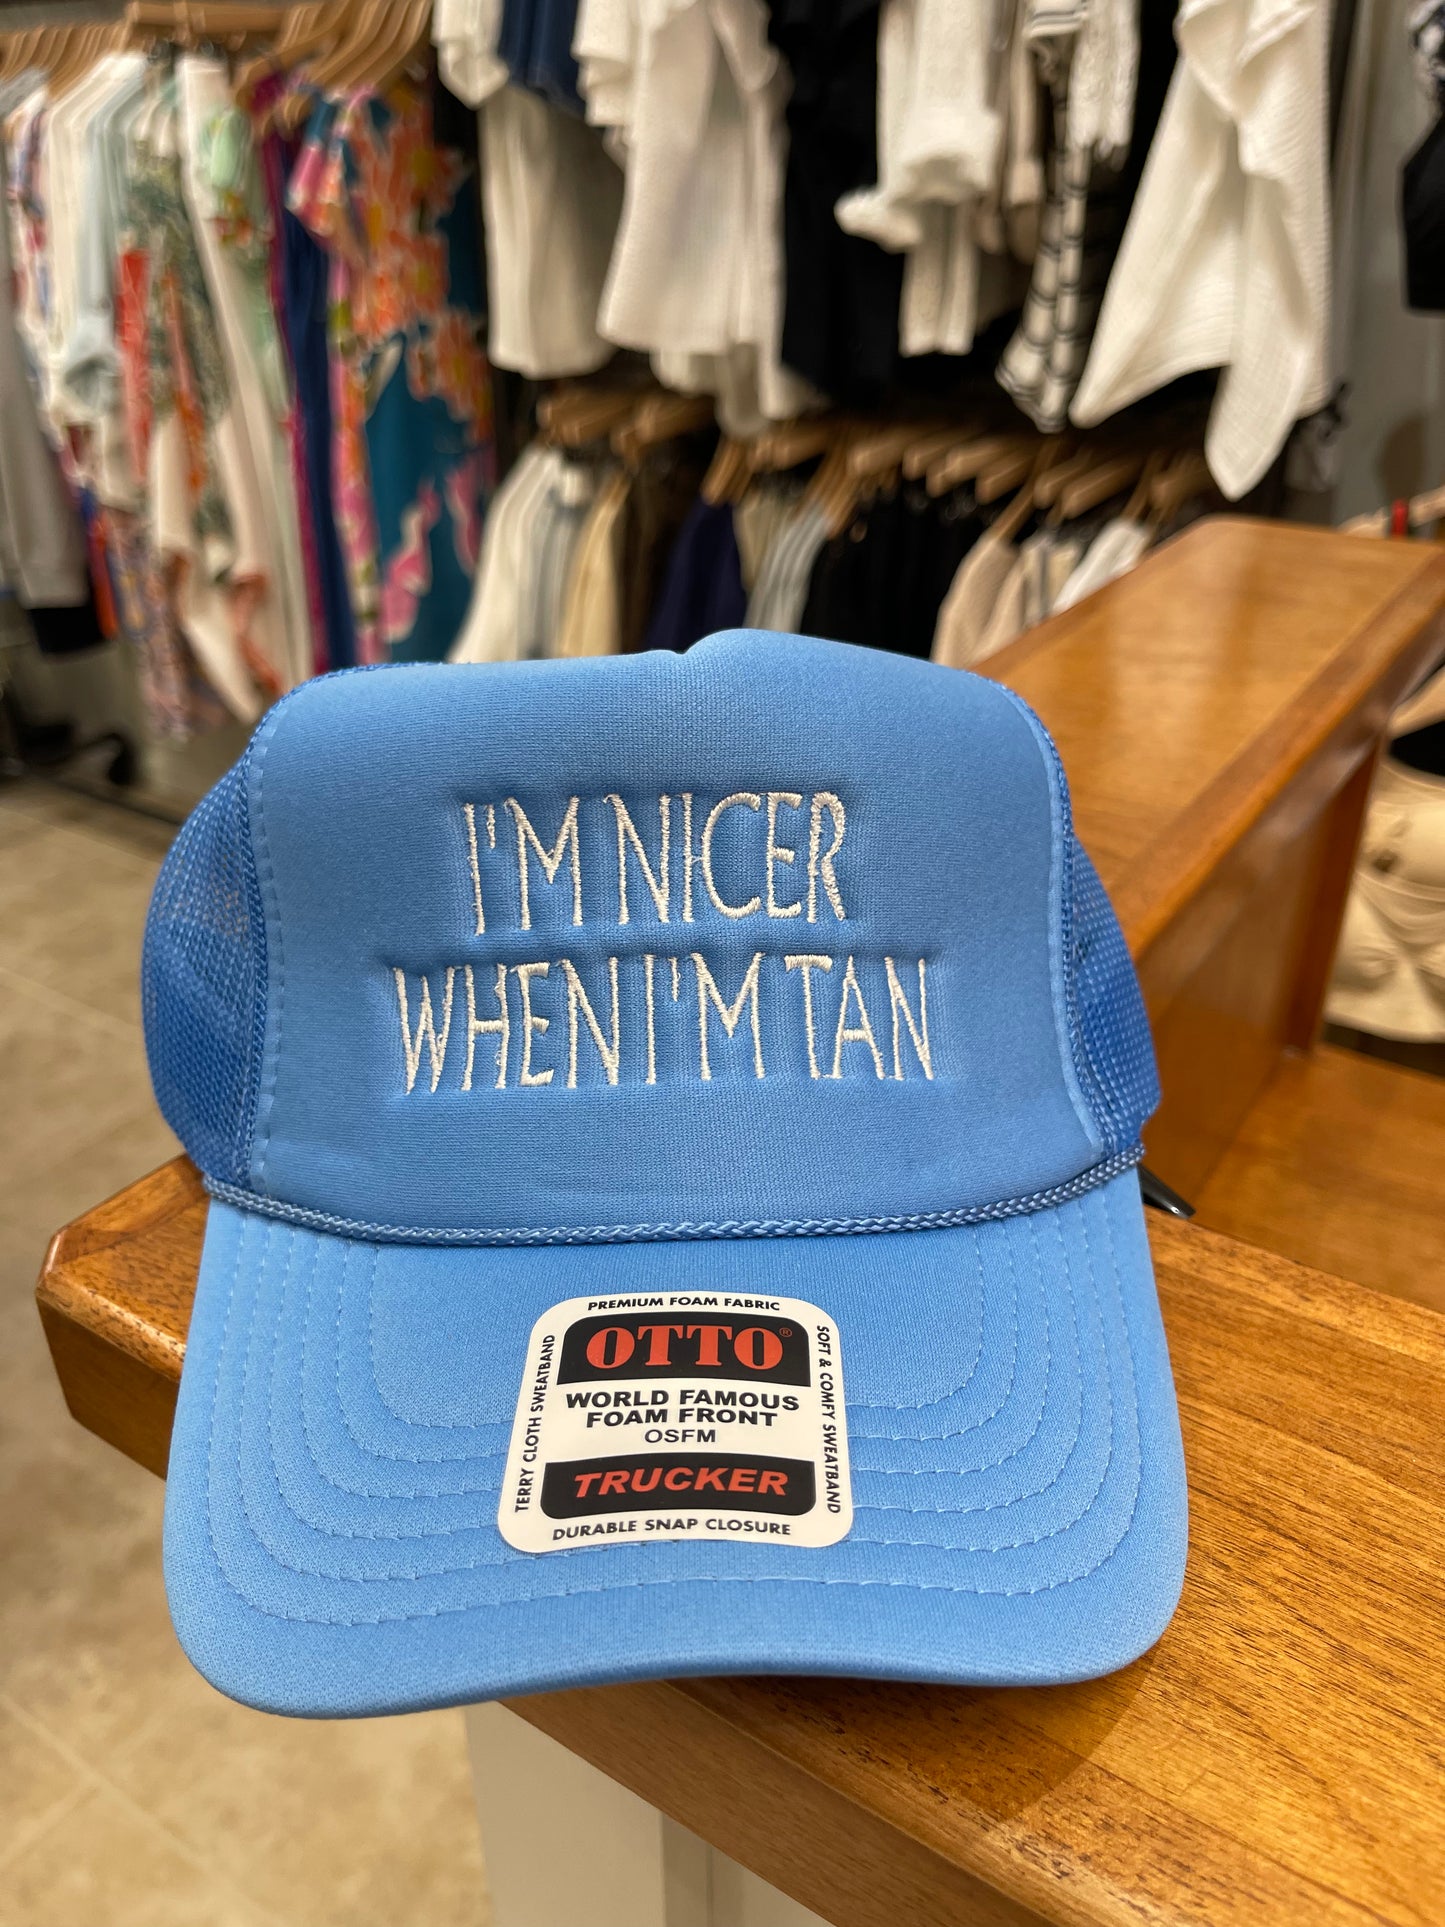 I'M NICER
WHEN I'M TAN
PREMIUM FOAM FABRIC
OTTO®
WORLD FAMOUS
FOAM FRONT
OSFM
TRUCKER
DURABLE SNAP CLOSURE
TERRY CLOTH SWEATBAND
SOFT & COMFY SWEATBAND